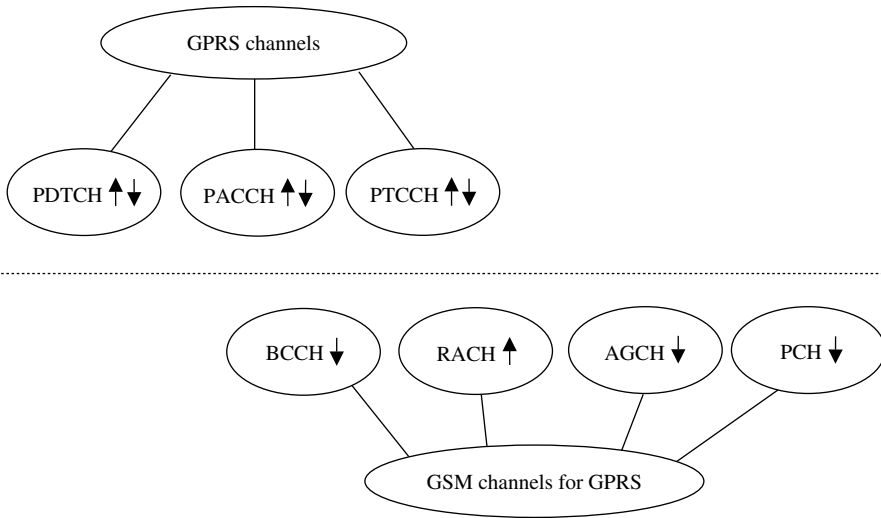 GPRS channels
PDTCH
PACCH
PTCCH
BCCH
RACH
AGCH
PCH
GSM channels for GPRS